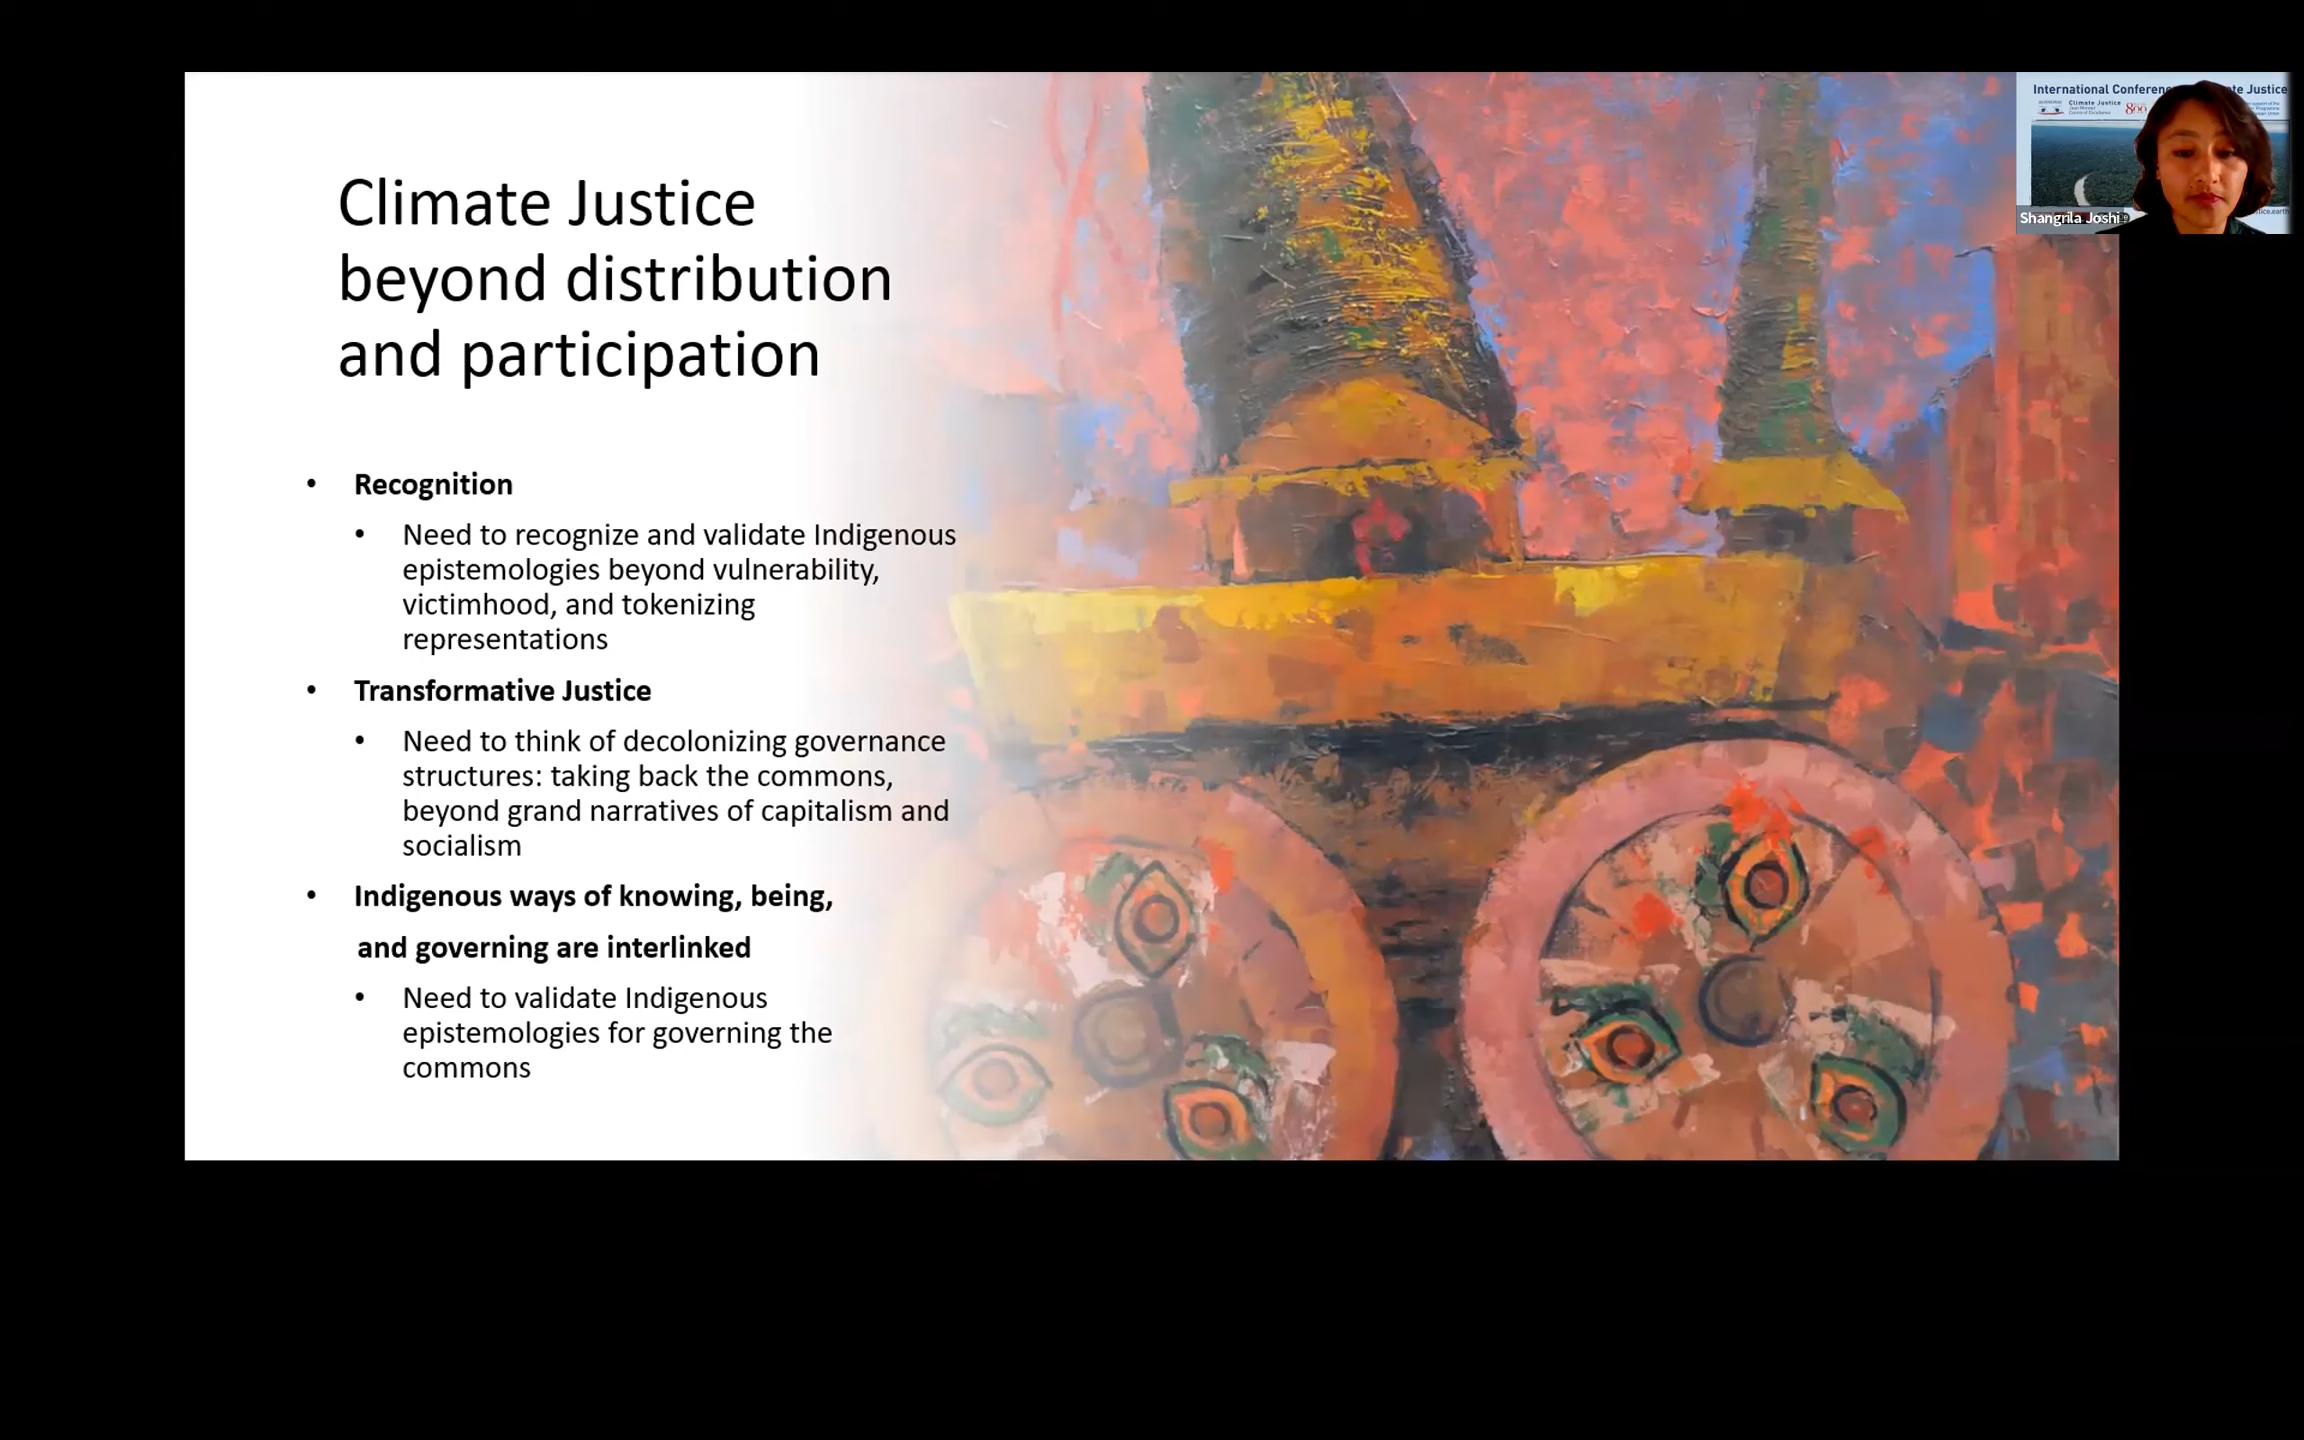 Climate Justice
beyond distribution
and participation
• Recognition
• Need to recognize and validate Indigenous
epistemologies beyond vulnerability,
victimhood, and tokenizing
representations
• Transformative Justice
• Need to think of decolonizing governance
structures: taking back the commons,
beyond grand narratives of capitalism and
socialism
• Indigenous ways of knowing, being,
and governing are interlinked
• Need to validate Indigenous
epistemologies for governing the
commons
International Conferen
te Justice
Climate Justice
Shangrila Joshi